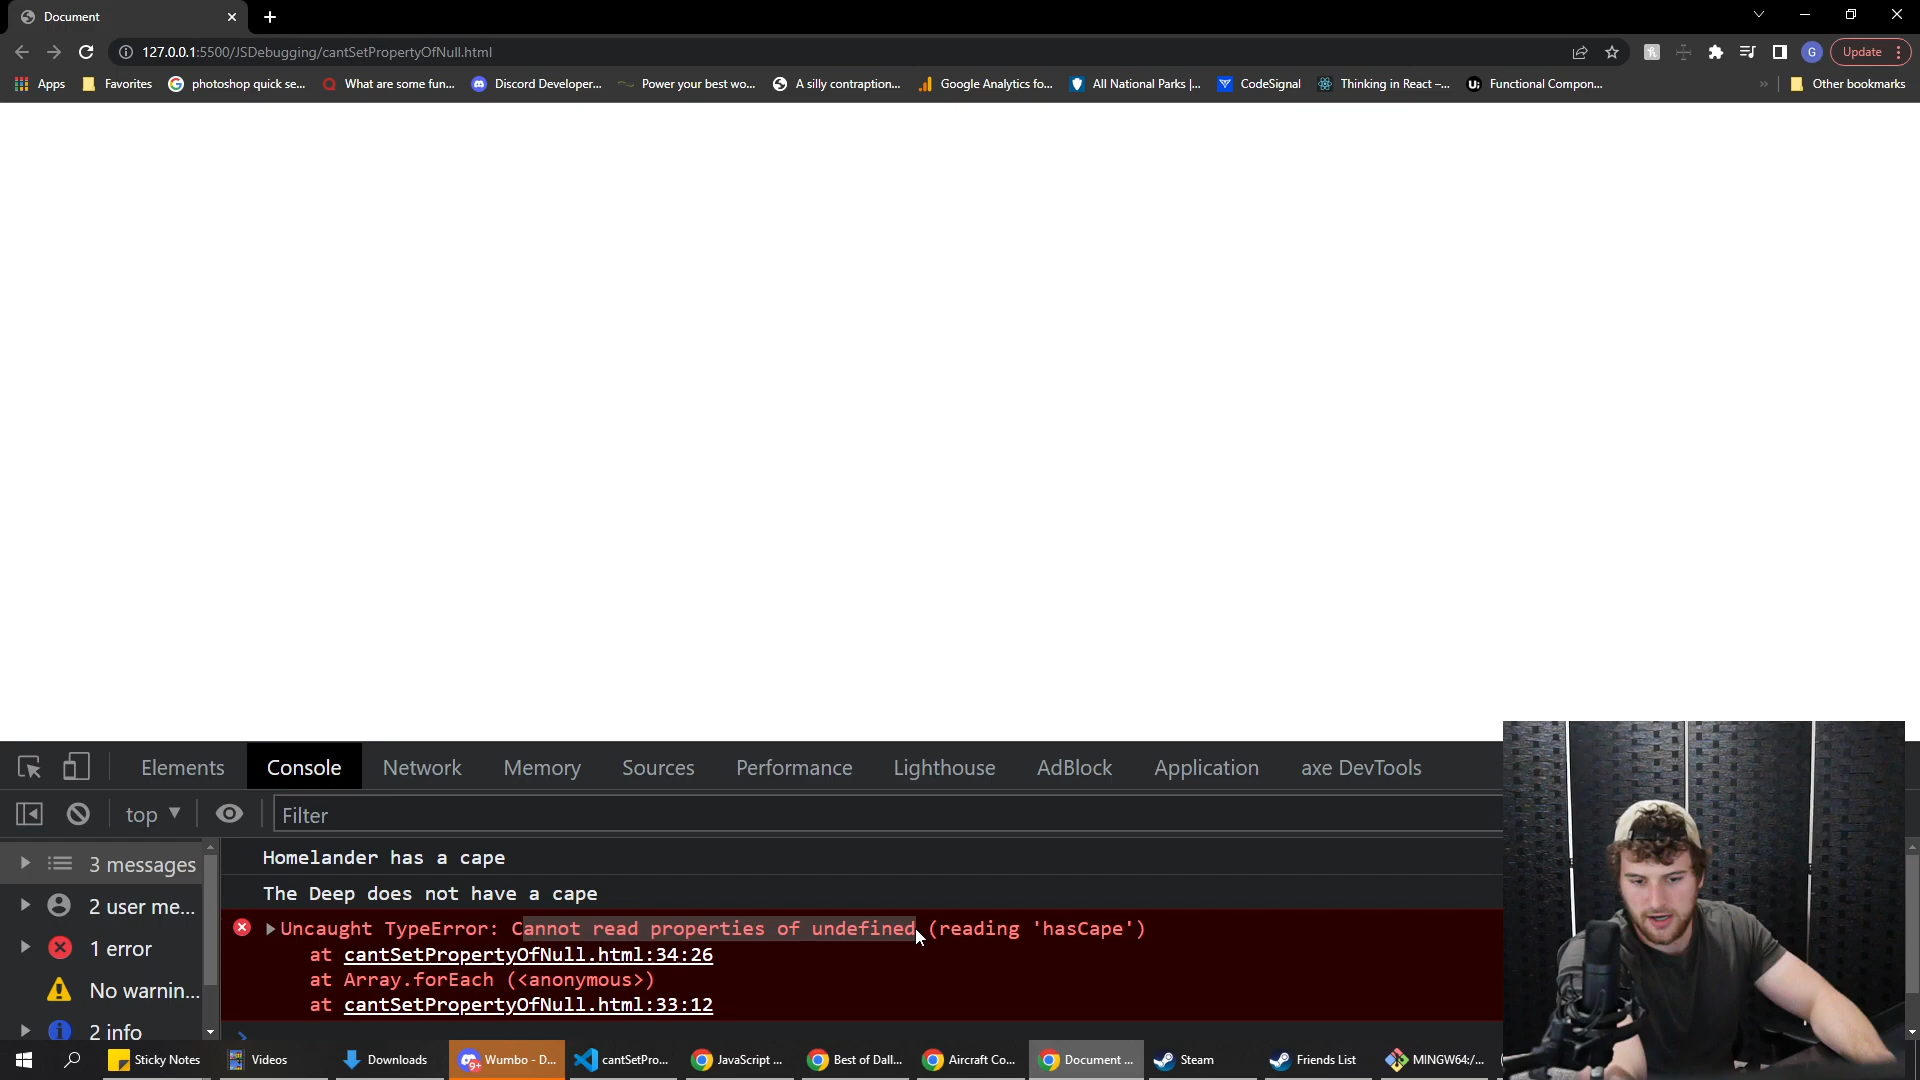 Document
127.0.0.1:5500/JSDebugging/cantSetPropertyOfNull.html
G
Update
Apps
Favorites
photoshop quick se...
What are some fun...
Discord Developer...
Power your best wo...
A silly contraption...
Google Analytics fo...
All National Parks |...
CodeSignal
Thinking in React –...
Functional Compon...
»
Other bookmarks
Elements
Console
Network
Memory
Sources
Performance
Lighthouse
AdBlock
Application
axe DevTools
top
Filter
3 messages
2 user me...
1 error
No warnin...
2 info
Homelander has a cape
The Deep does not have a cape
Uncaught TypeError: Cannot read properties of undefined (reading 'hasCape')
at cantSetPropertyOfNull.html:34:26
at Array.forEach (<anonymous>)
at cantSetPropertyOfNull.html:33:12
Sticky Notes
Videos
Downloads
9+
Wumbo - D...
cantSetPro...
JavaScript ...
Best of Dall...
Aircraft Co...
Document ...
Steam
Friends List
MINGW64:/...